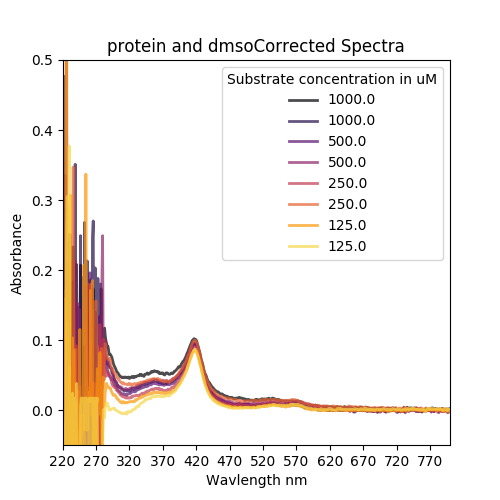 protein and dmsoCorrected Spectra
Substrate concentration in uM
1000.0
1000.0
500.0
500.0
250.0
250.0
125.0
125.0
0.5
0.4
0.3
0.2
0.1
0.0
Absorbance
220 270 320 370 420 470 520 570 620 670 720 770
Wavlength nm